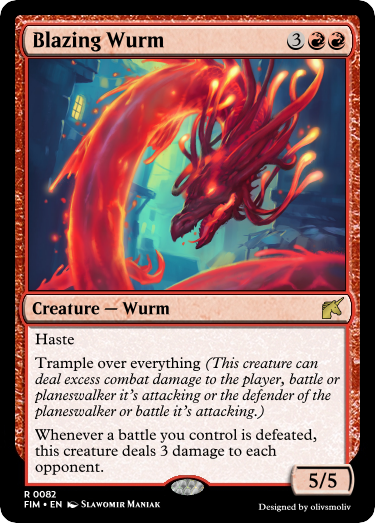 Blazing Wurm 3
Creature — Wurm
Haste
Trample over everything (This creature can
deal excess combat damage to the player, battle or
planeswalker it's attacking or the defender of the
planeswalker or battle it's attacking.)
Whenever a battle you control is defeated,
this creature deals 3 damage to each
opponent.
5/5
R 0082
FIM • EN Slawomir Maniak
Designed by olivsmoliv